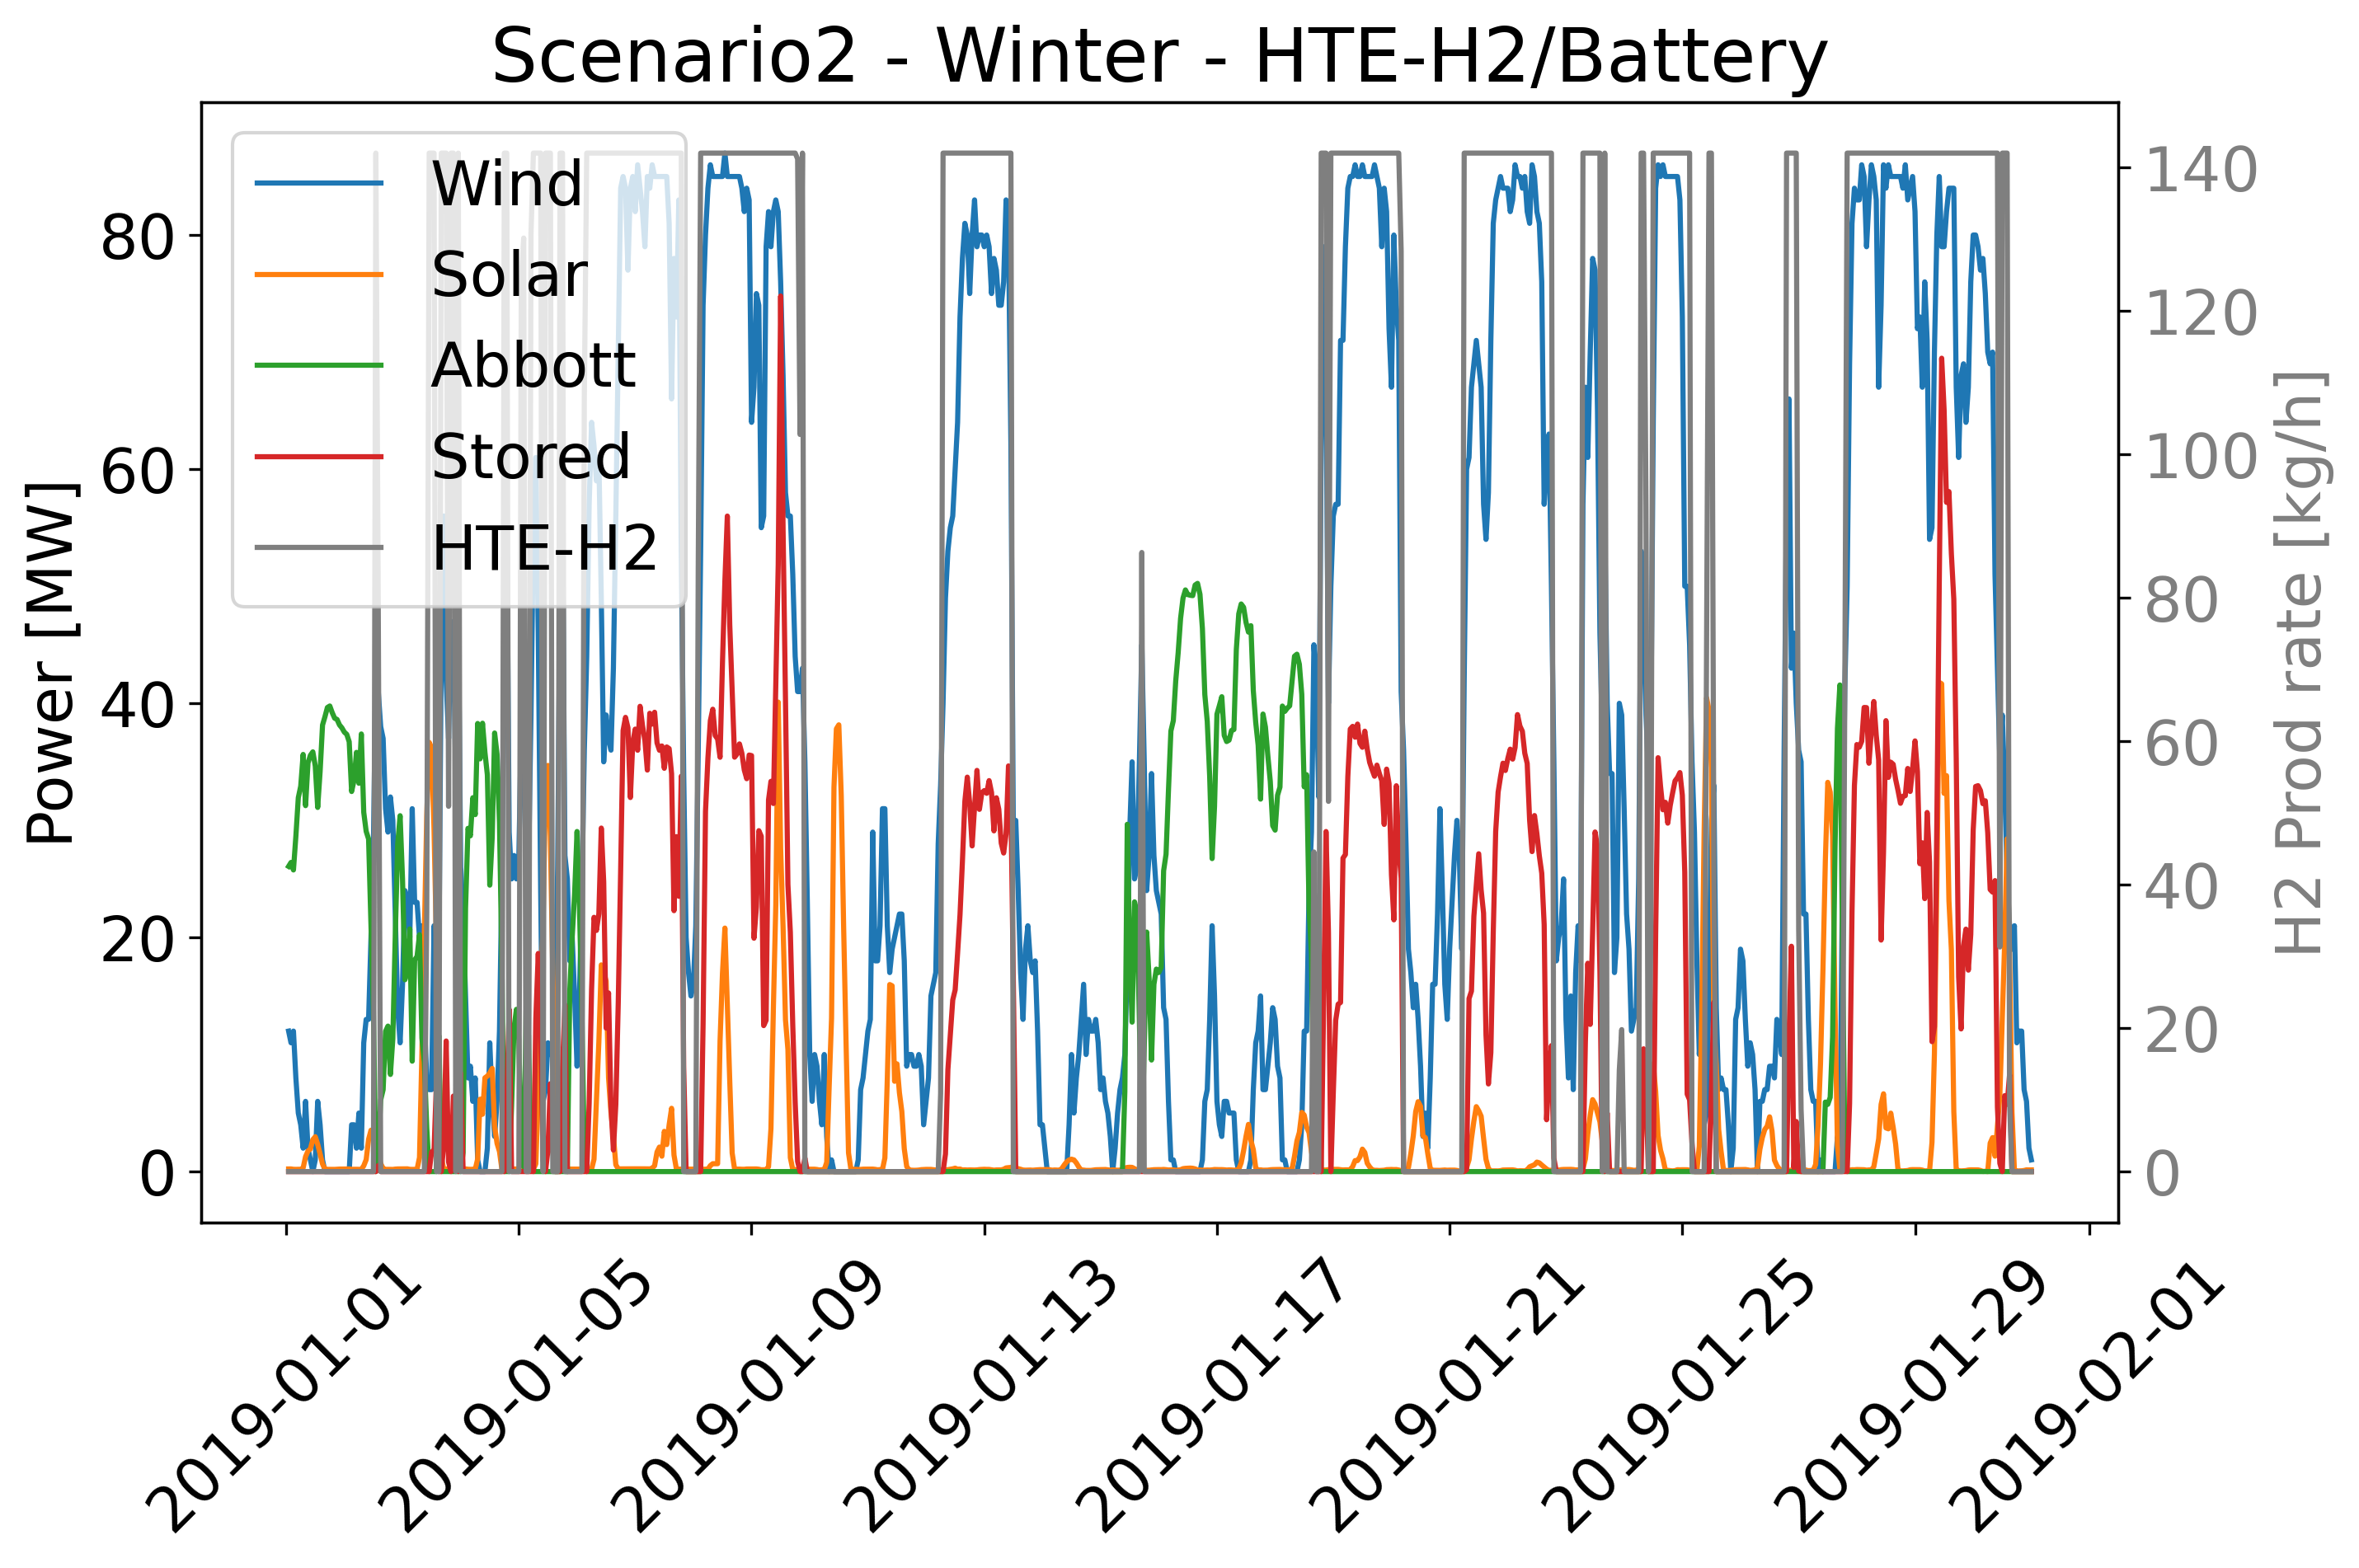 Scenario2 - Winter - HTE-H2/Battery
Wind
Solar
Abbott
Stored
HTE-H2
Power [MW]
80
60
40
20
0
H2 Prod rate [kg/h]
140
120
100
80
60
40
20
0
2019-01-01
2019-01-05
2019-01-09
2019-01-13
2019-01-17
2019-01-21
2019-01-25
2019-01-29
2019-02-01